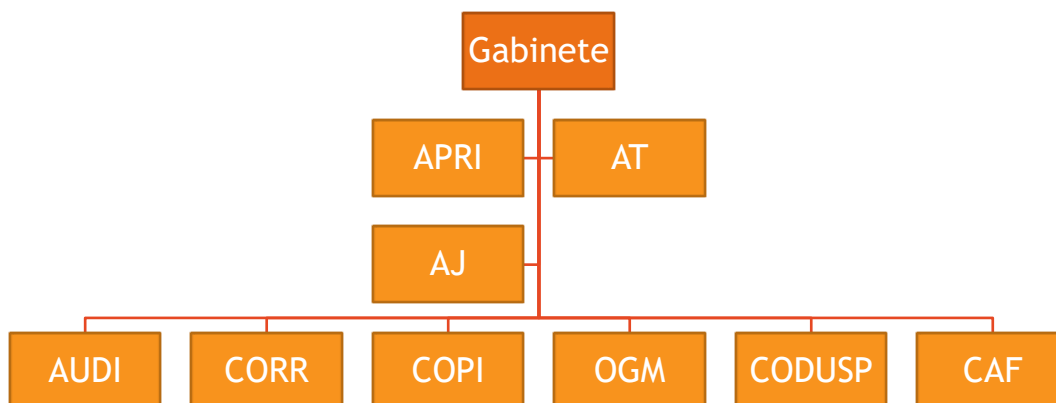 Gabinete
APRI
AT
AJ
AUDI
CORR
COPI
OGM
CODUSP
CAF